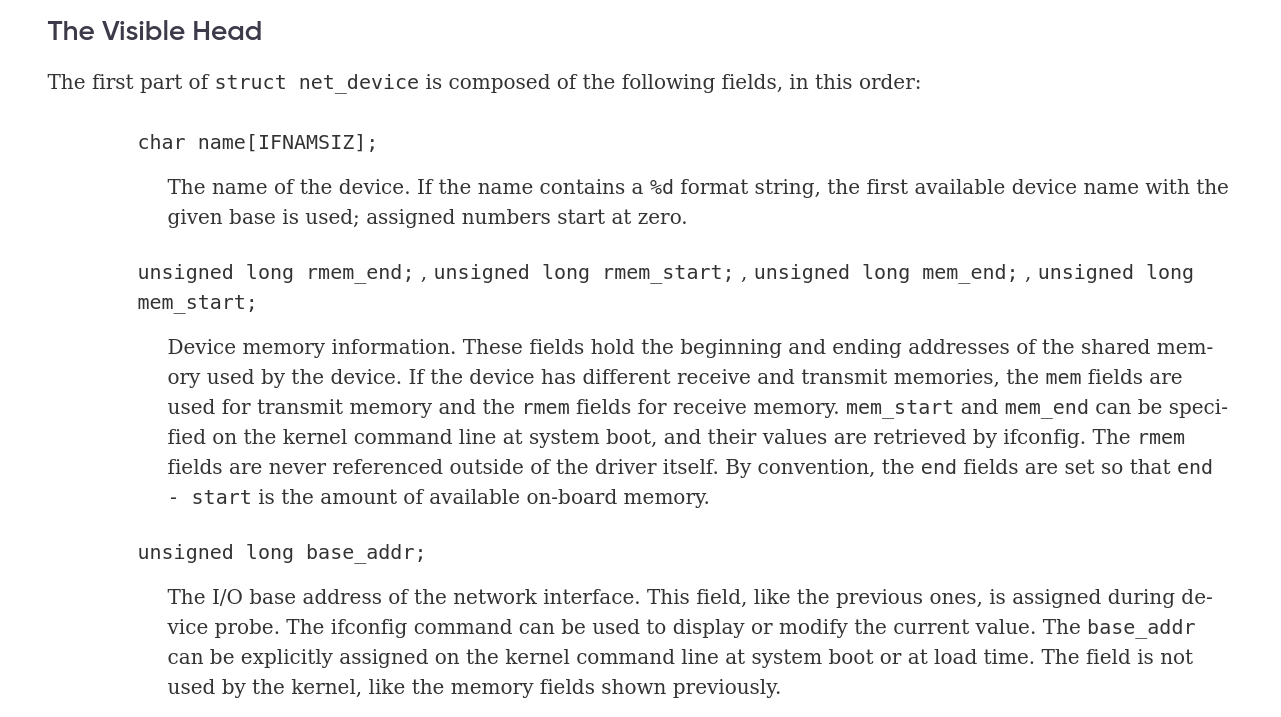 The Visible Head
The first part of struct net_device is composed of the following fields, in this order:
char name[IFNAMSIZ];
The name of the device. If the name contains a %d format string, the first available device name with the
given base is used; assigned numbers start at zero.
unsigned long rmem_end; , unsigned long rmem_start; , unsigned long mem_end; , unsigned long
mem_start;
Device memory information. These fields hold the beginning and ending addresses of the shared mem-
ory used by the device. If the device has different receive and transmit memories, the mem fields are
used for transmit memory and the rmem fields for receive memory. mem_start and mem_end can be speci-
fied on the kernel command line at system boot, and their values are retrieved by ifconfig. The rmem
fields are never referenced outside of the driver itself. By convention, the end fields are set so that end
- start is the amount of available on-board memory.
unsigned long base_addr;
The I/O base address of the network interface. This field, like the previous ones, is assigned during de-
vice probe. The ifconfig command can be used to display or modify the current value. The base_addr
can be explicitly assigned on the kernel command line at system boot or at load time. The field is not
used by the kernel, like the memory fields shown previously.